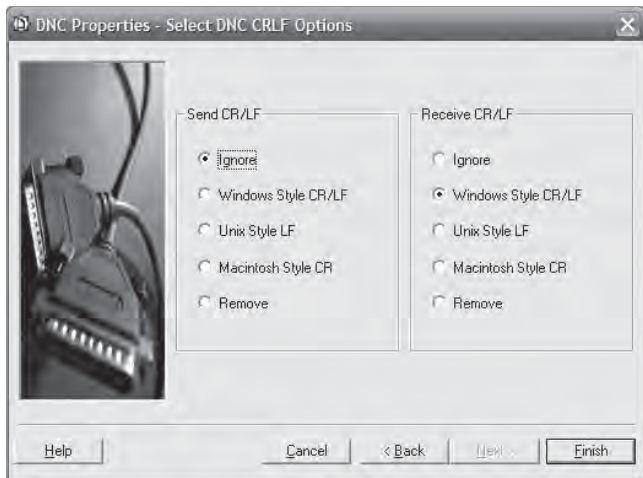 DNC Properties - Select DNC CRLF Options
Send CR/LF
Ignore
Windows Style CR/LF
Unix Style LF
Macintosh Style CR
Remove
Receive CR/LF
Ignore
Windows Style CR/LF
Unix Style LF
Macintosh Style CR
Remove
Help
Cancel
< Back
Next >
Finish